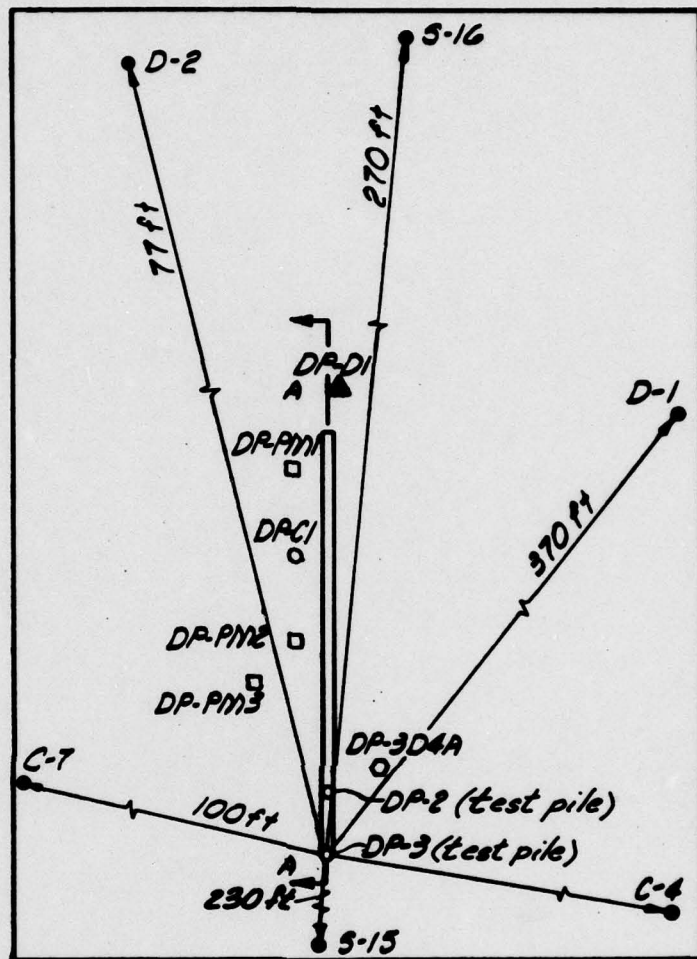 S-16
D-2
270 ft
77 ft
DP-D1
A
D-1
DP-PM1
370 ft
DP-C1
DP-PM2
DP-PM3
DP-3D4A
C-7
DP-2 (test pile)
100 ft
DP-3 (test pile)
A
230 ft
C-4
S-15